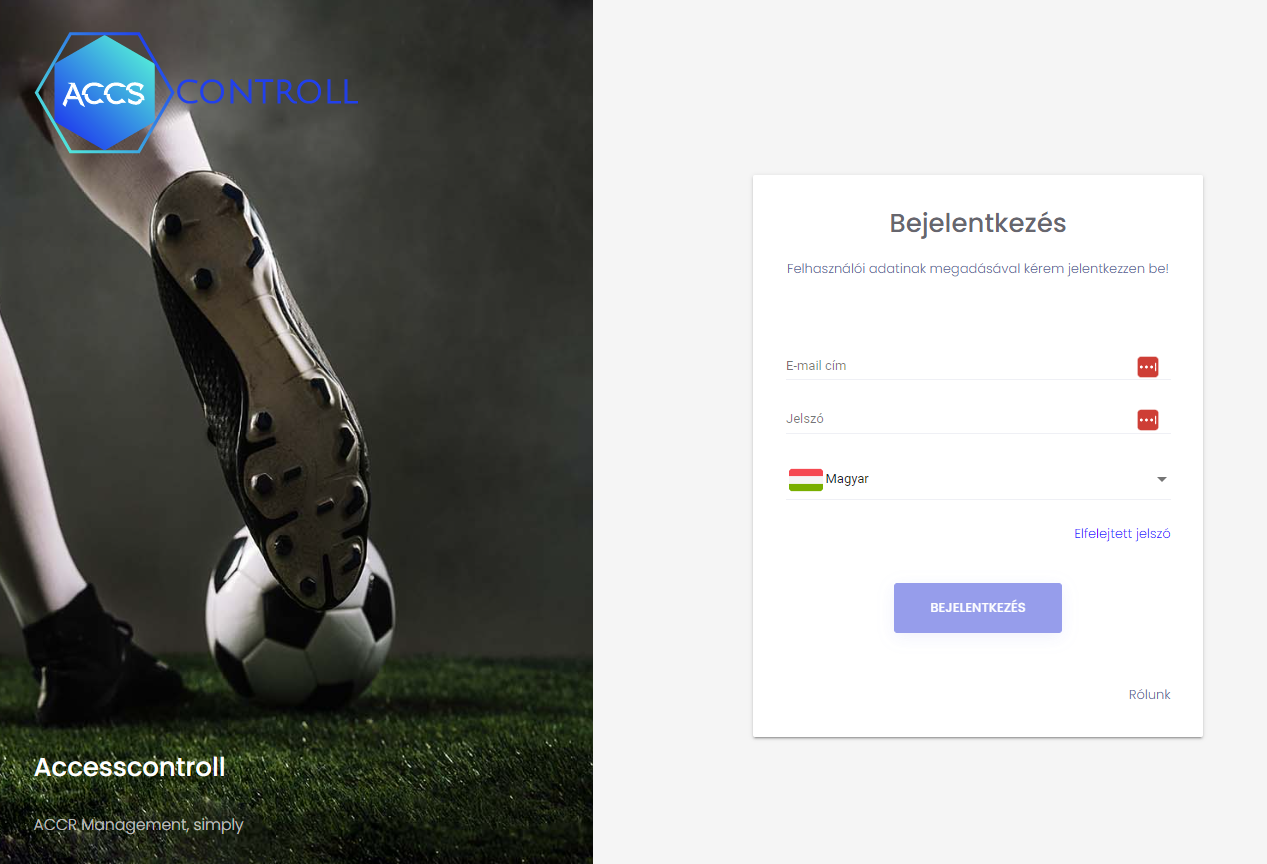 ACCS CONTROLL
Accesscontroll
ACCR Management, simply
Bejelentkezés
Felhasználói adatinak megadásával kérem jelentkezzen be!
E-mail cím
Jelszó
Magyar
Elfelejtett jelszó
BEJELENTKEZÉS
Rólunk